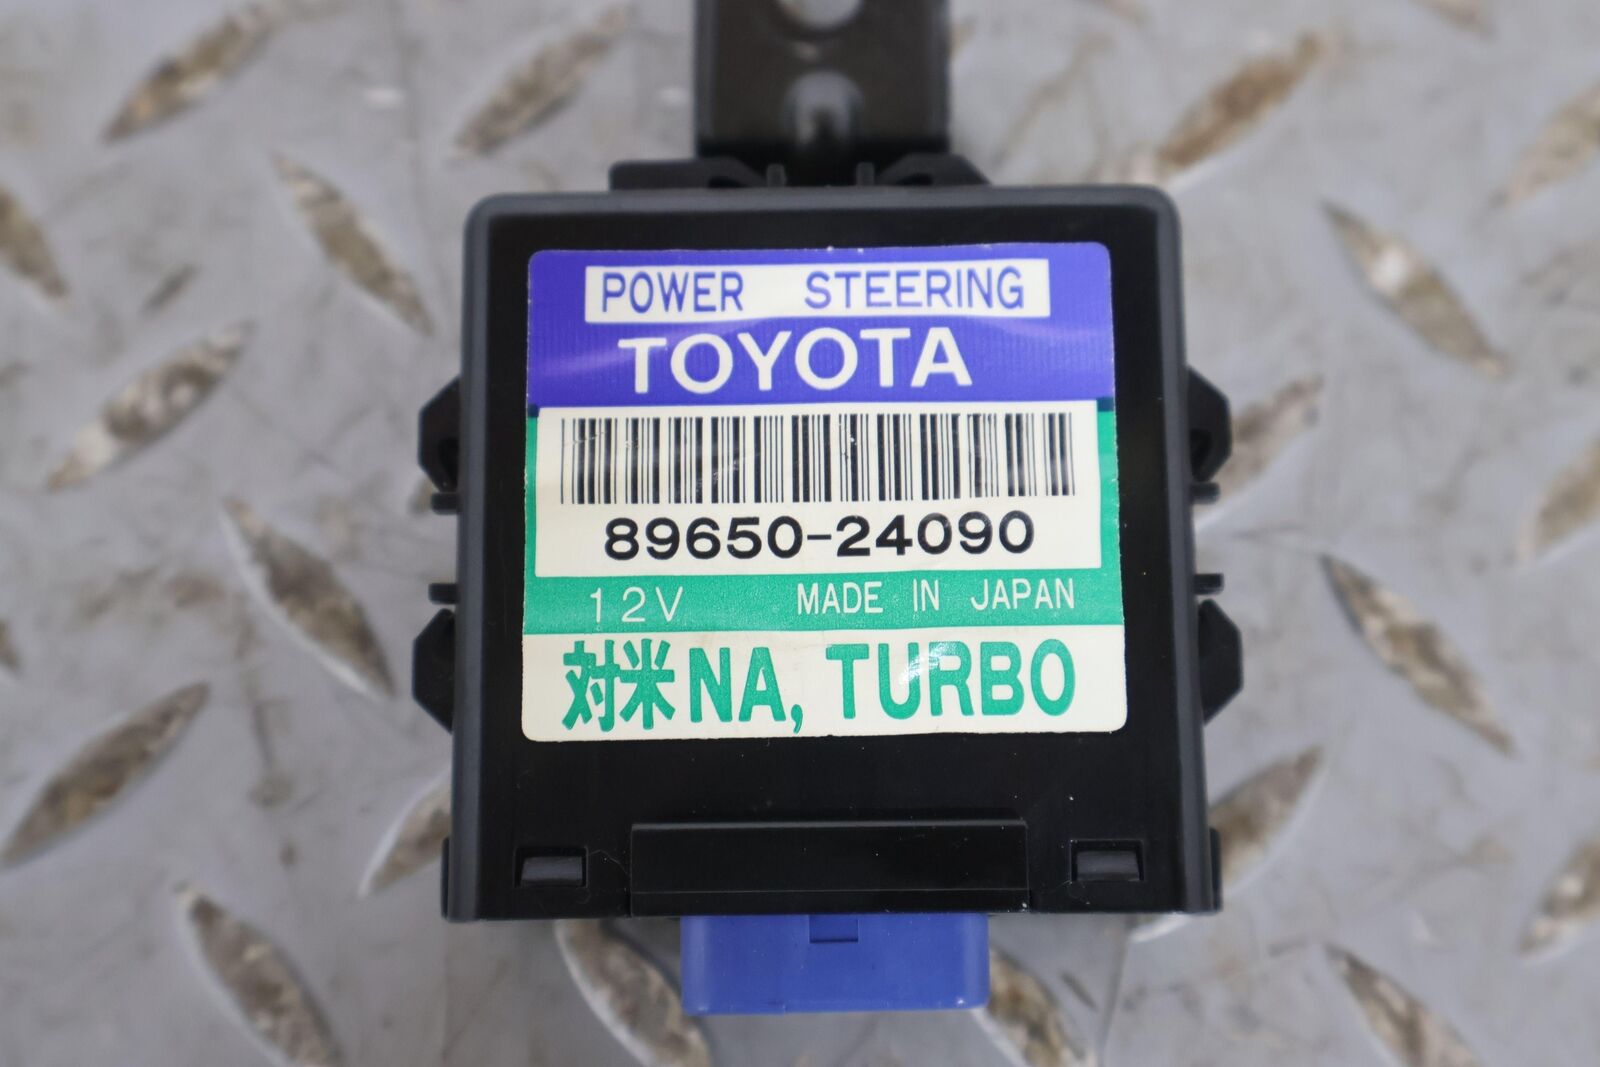 POWER STEERING
TOYOTA
89650-24090
12V MADE IN JAPAN
対米NA, TURBO